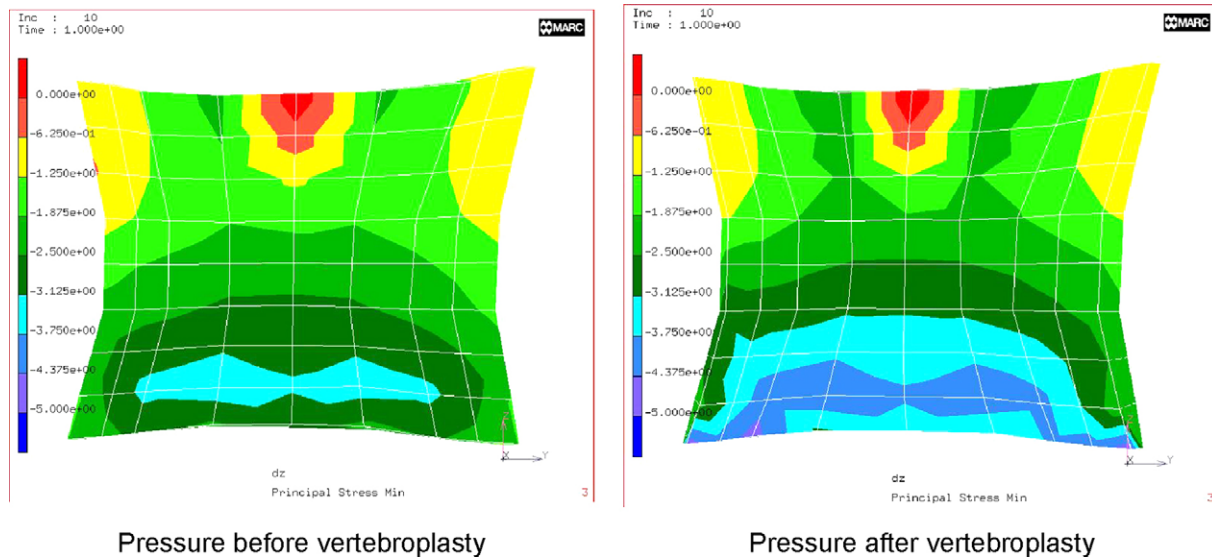 Inc : 10
Time : 1.000e+00
MARC
0.000e+00
-6.250e-01
-1.250e+00
-1.875e+00
-2.500e+00
-3.125e+00
-3.750e+00
-4.375e+00
-5.000e+00
Z
X Y
dz
Principal Stress Min
3
Pressure before vertebroplasty
Inc : 10
Time : 1.000e+00
MARC
0.000e+00
-6.250e-01
-1.250e+00
-1.875e+00
-2.500e+00
-3.125e+00
-3.750e+00
-4.375e+00
-5.000e+00
Z
X Y
dz
Principal Stress Min
3
Pressure after vertebroplasty